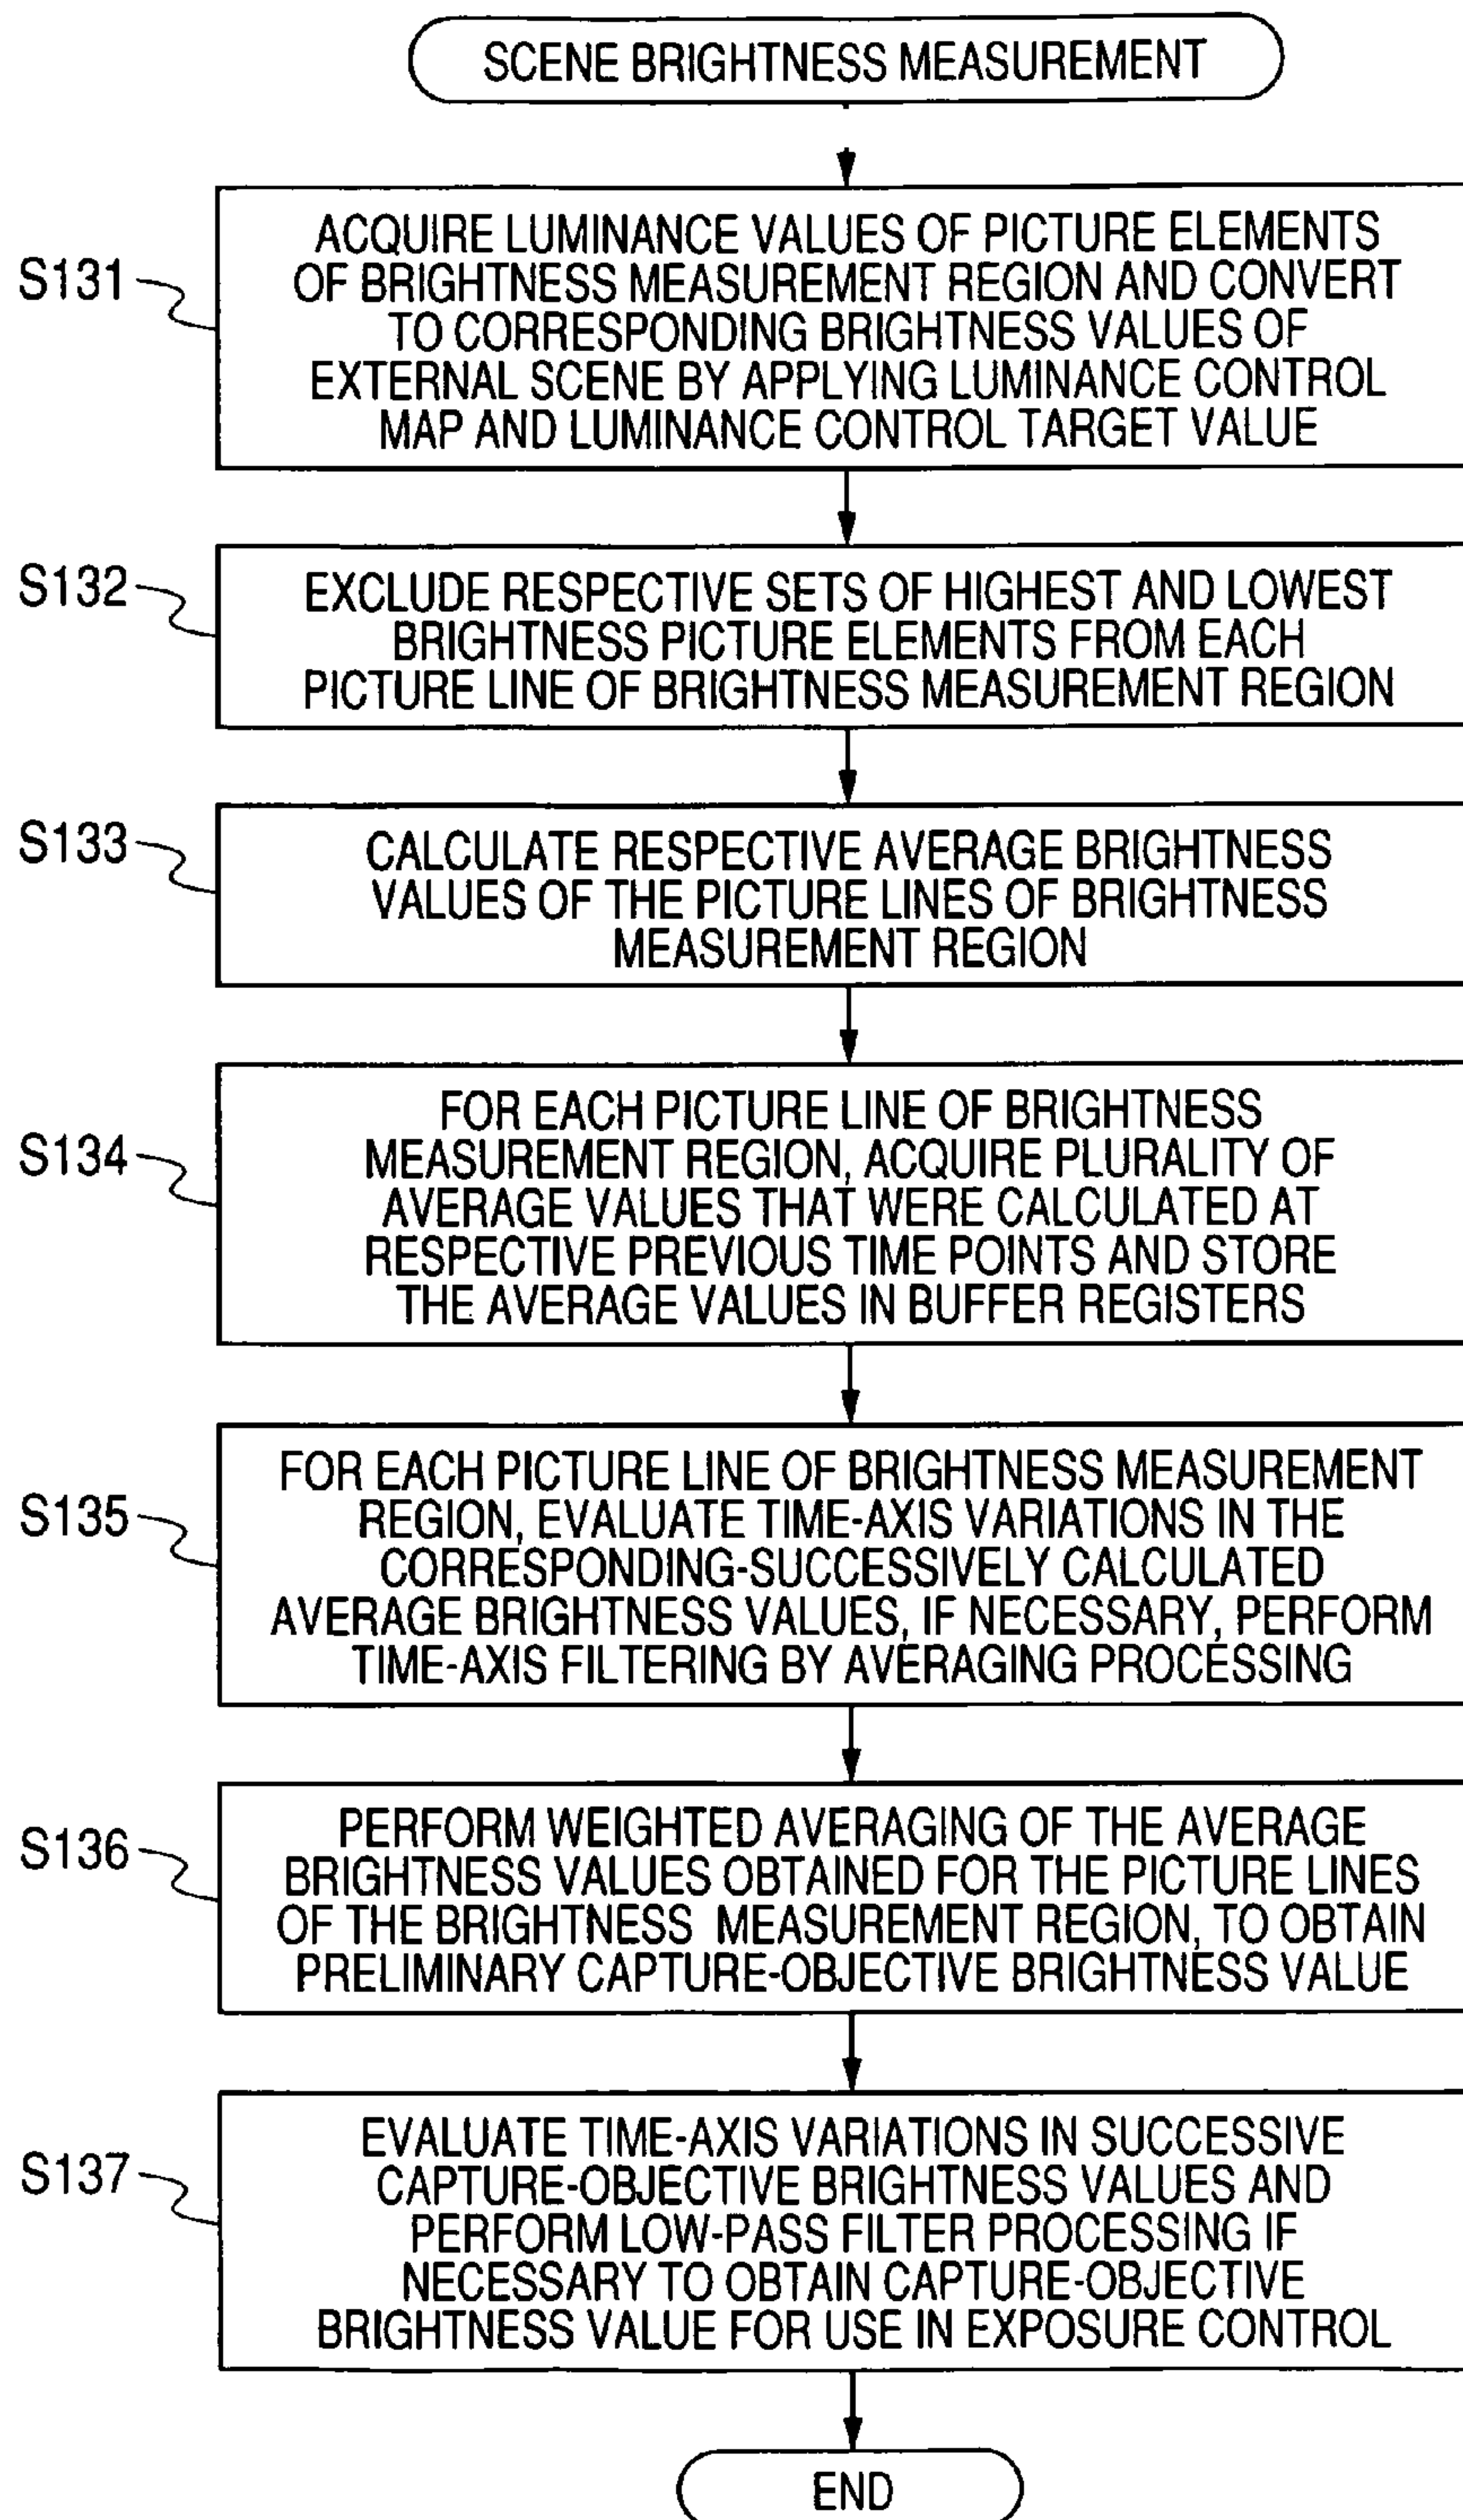 SCENE BRIGHTNESS MEASUREMENT
S131
ACQUIRE LUMINANCE VALUES OF PICTURE ELEMENTS
OF BRIGHTNESS MEASUREMENT REGION AND CONVERT
TO CORRESPONDING BRIGHTNESS VALUES OF
EXTERNAL SCENE BY APPLYING LUMINANCE CONTROL
MAP AND LUMINANCE CONTROL TARGET VALUE
S132
EXCLUDE RESPECTIVE SETS OF HIGHEST AND LOWEST
BRIGHTNESS PICTURE ELEMENTS FROM EACH
PICTURE LINE OF BRIGHTNESS MEASUREMENT REGION
S133
CALCULATE RESPECTIVE AVERAGE BRIGHTNESS
VALUES OF THE PICTURE LINES OF BRIGHTNESS
MEASUREMENT REGION
S134
FOR EACH PICTURE LINE OF BRIGHTNESS
MEASUREMENT REGION, ACQUIRE PLURALITY OF
AVERAGE VALUES THAT WERE CALCULATED AT
RESPECTIVE PREVIOUS TIME POINTS AND STORE
THE AVERAGE VALUES IN BUFFER REGISTERS
S135
FOR EACH PICTURE LINE OF BRIGHTNESS MEASUREMENT
REGION, EVALUATE TIME-AXIS VARIATIONS IN THE
CORRESPONDING-SUCCESSIVELY CALCULATED
AVERAGE BRIGHTNESS VALUES, IF NECESSARY, PERFORM
TIME-AXIS FILTERING BY AVERAGING PROCESSING
S136
PERFORM WEIGHTED AVERAGING OF THE AVERAGE
BRIGHTNESS VALUES OBTAINED FOR THE PICTURE LINES
OF THE BRIGHTNESS MEASUREMENT REGION, TO OBTAIN
PRELIMINARY CAPTURE-OBJECTIVE BRIGHTNESS VALUE
S137
EVALUATE TIME-AXIS VARIATIONS IN SUCCESSIVE
CAPTURE-OBJECTIVE BRIGHTNESS VALUES AND
PERFORM LOW-PASS FILTER PROCESSING IF
NECESSARY TO OBTAIN CAPTURE-OBJECTIVE
BRIGHTNESS VALUE FOR USE IN EXPOSURE CONTROL
END